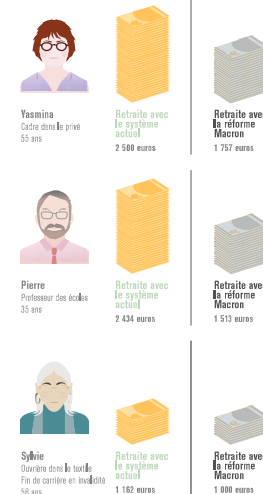 Yasmina
Cadre dans le privé
55 ans
Retraite avec
le système
actuel
2 500 euros
Retraite avec
la réforme
Macron
1 757 euros
Pierre
Professeur des écoles
35 ans
Retraite avec
le système
actuel
2 434 euros
Retraite avec
la réforme
Macron
1 513 euros
Sylvie
Ouvrière dans le textile
Fin de carrière en invalidité
58 ans
Retraite avec
le système
actuel
1 162 euros
Retraite avec
la réforme
Macron
1 000 euros